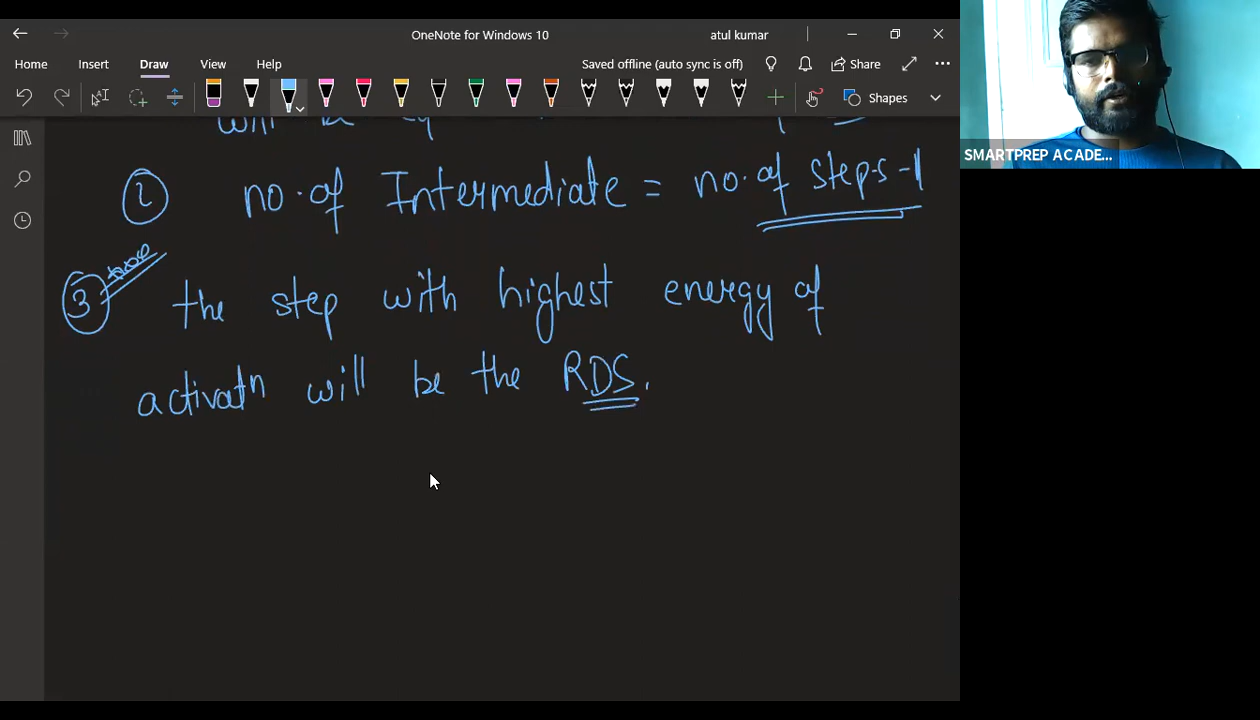 OneNote for Windows 10
atul kumar
Home Insert Draw View Help
Saved offline (auto sync is off)
Share
Shapes
SMARTPREP ACADE...
will be
② no. of Intermediate = no. of steps-1
③ the step with highest energy of
activatn will be the RDS.